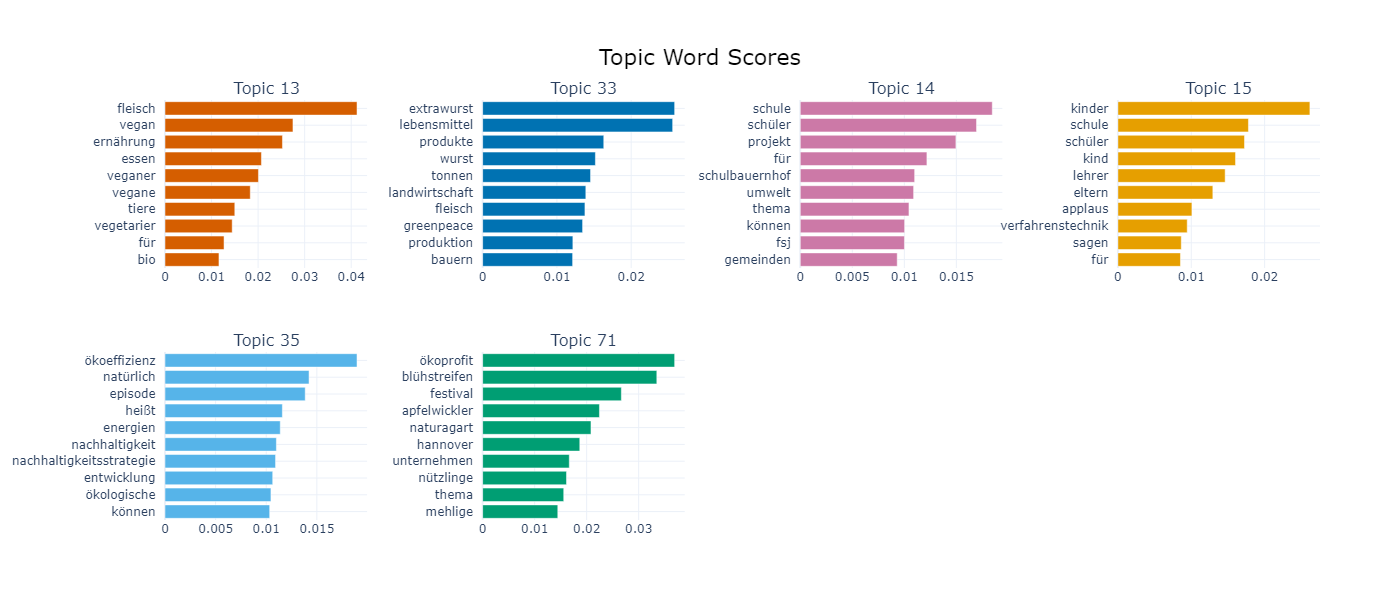 Topic Word Scores
Topic 13
fleisch
vegan
ernährung
essen
veganer
vegane
tiere
vegetarier
für
bio
0 0.01 0.02 0.03 0.04
Topic 33
extrawurst
lebensmittel
produkte
wurst
tonnen
landwirtschaft
fleisch
greenpeace
produktion
bauern
0 0.01 0.02
Topic 14
schule
schüler
projekt
für
schulbauernhof
umwelt
thema
können
fsj
gemeinden
0 0.005 0.01 0.015
Topic 15
kinder
schule
schüler
kind
lehrer
eltern
applaus
verfahrenstechnik
sagen
für
0 0.01 0.02
Topic 35
ökoeffizienz
natürlich
episode
heißt
energien
nachhaltigkeit
nachhaltigkeitsstrategie
entwicklung
ökologische
können
0 0.005 0.01 0.015
Topic 71
ökoprofit
blühstreifen
festival
apfelwickler
naturagart
hannover
unternehmen
nützlinge
thema
mehlige
0 0.01 0.02 0.03